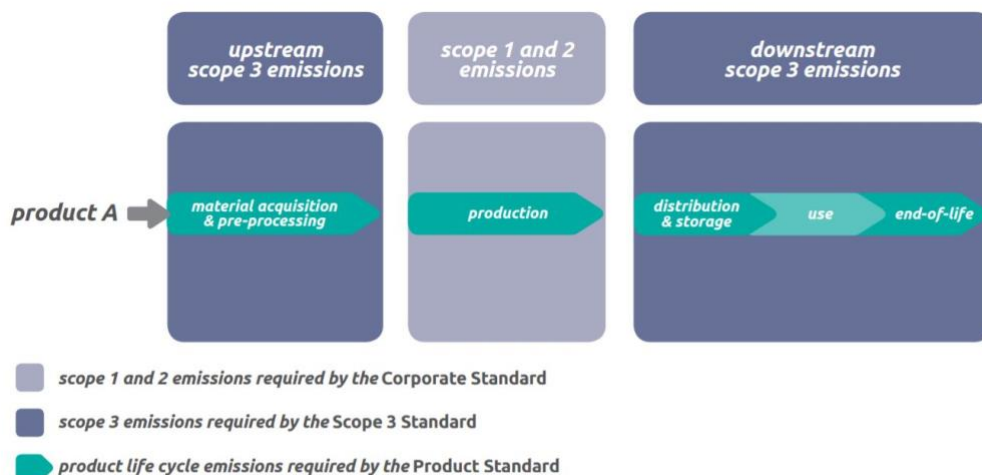 upstream
scope 3 emissions
scope 1 and 2
emissions
downstream
scope 3 emissions
product A
material acquisition
& pre-processing
production
distribution
& storage
use
end-of-life
scope 1 and 2 emissions required by the Corporate Standard
scope 3 emissions required by the Scope 3 Standard
product life cycle emissions required by the Product Standard